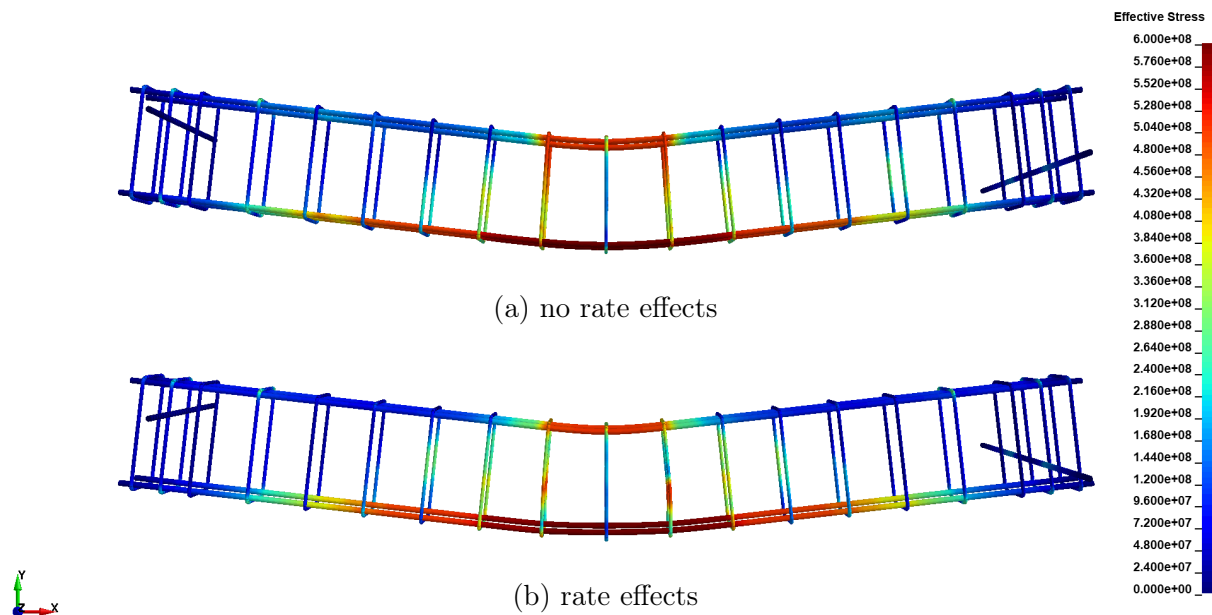 Effective Stress
6.000e+08
5.760e+08
5.520e+08
5.280e+08
5.040e+08
4.800e+08
4.560e+08
4.320e+08
4.080e+08
3.840e+08
3.600e+08
3.360e+08
3.120e+08
2.880e+08
2.640e+08
2.400e+08
2.160e+08
1.920e+08
1.680e+08
1.440e+08
1.200e+08
9.600e+07
7.200e+07
4.800e+07
2.400e+07
0.000e+00
(a) no rate effects
(b) rate effects
Y
Z X